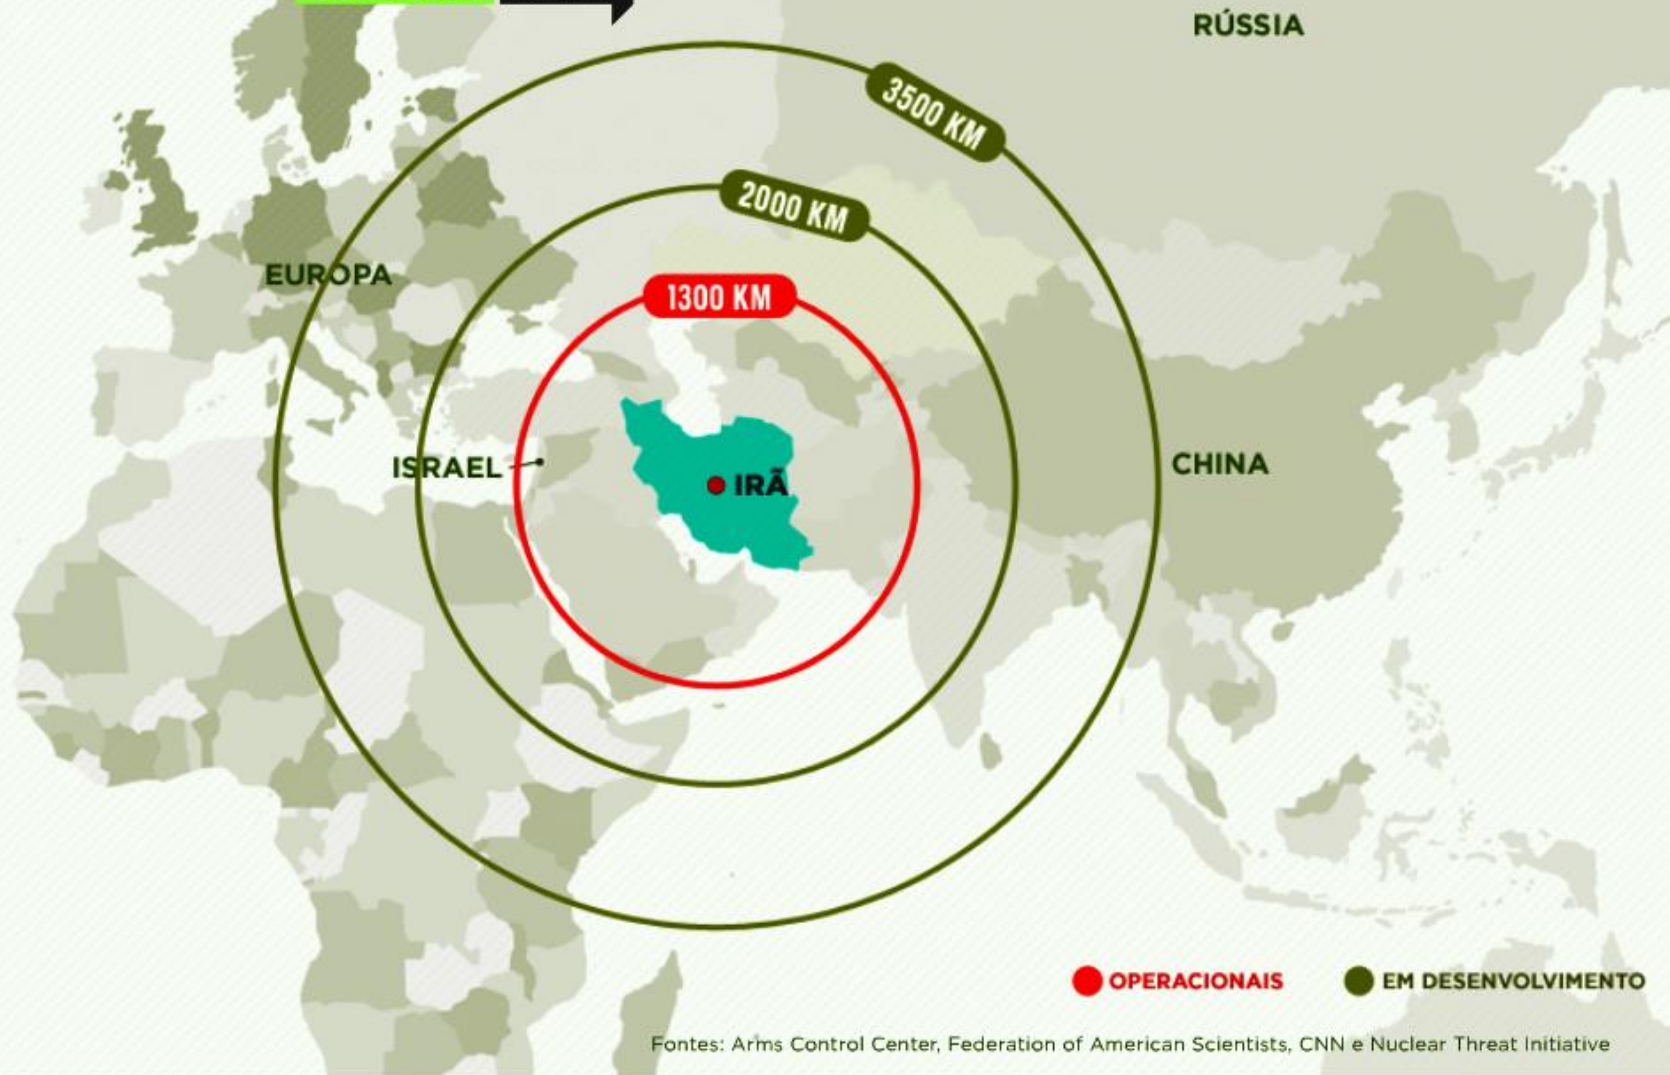 RÚSSIA
3500 KM
2000 KM
EUROPA
1300 KM
ISRAEL
CHINA
IRÃ
OPERACIONAIS
EM DESENVOLVIMENTO
Fontes: Arms Control Center, Federation of American Scientists, CNN e Nuclear Threat Initiative